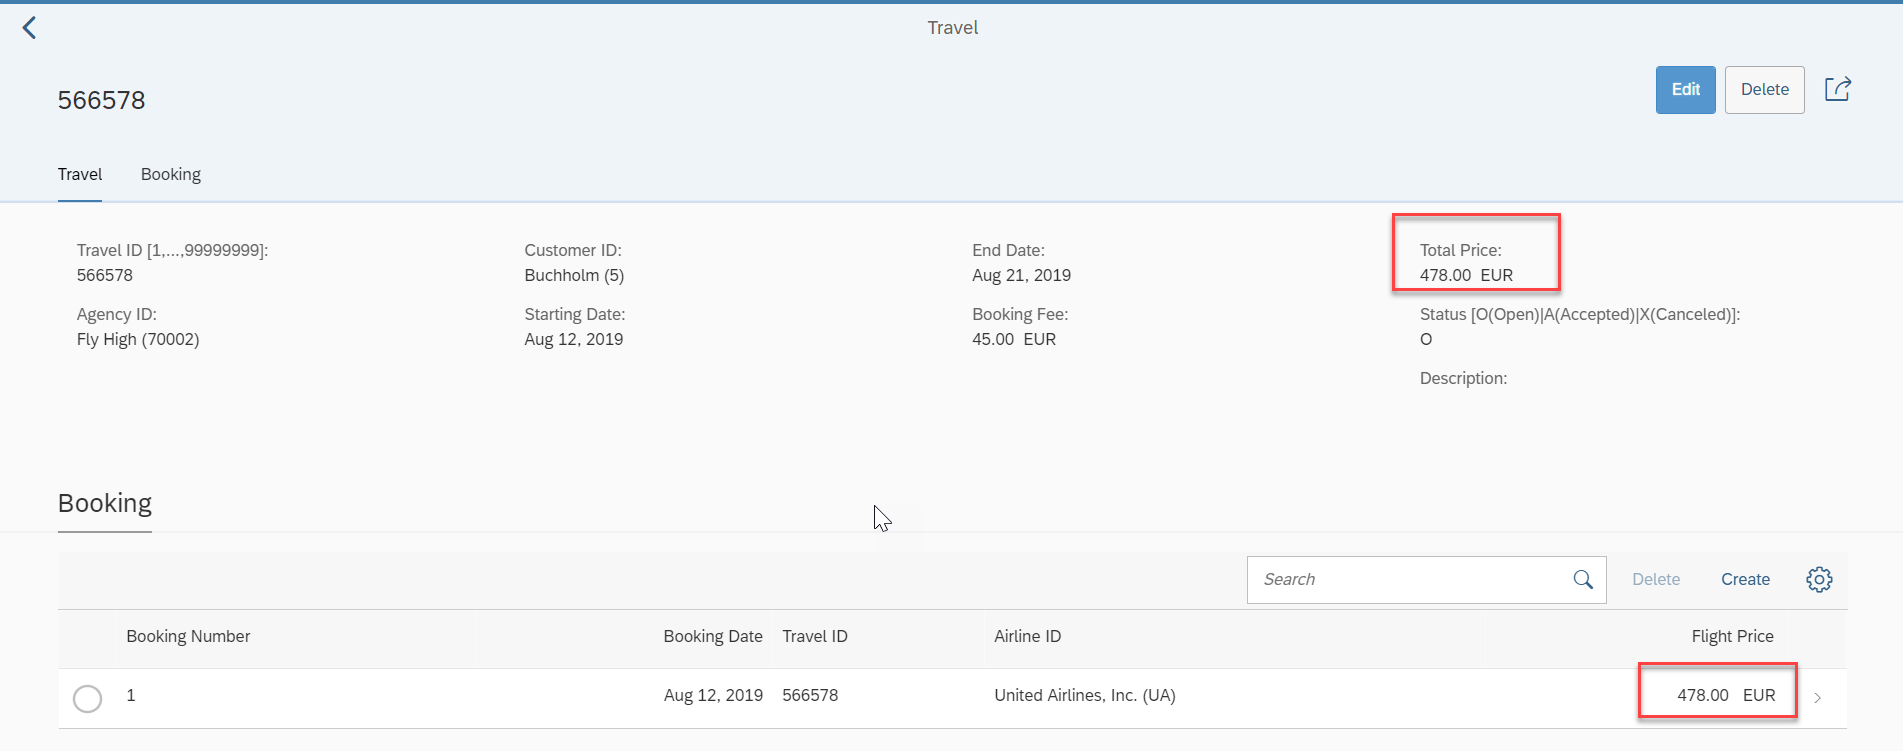 Travel
566578
Edit
Delete
Travel
Booking
Travel ID [1,...,99999999]:
566578
Customer ID:
Buchholm (5)
End Date:
Aug 21, 2019
Total Price:
478.00 EUR
Agency ID:
Fly High (70002)
Starting Date:
Aug 12, 2019
Booking Fee:
45.00 EUR
Status [O(Open)|A(Accepted)|X(Canceled)]:
O
Description:
Booking
Search
Delete
Create
Booking Number
Booking Date
Travel ID
Airline ID
Flight Price
1
Aug 12, 2019
566578
United Airlines, Inc. (UA)
478.00 EUR